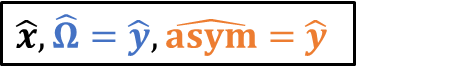 x̂, Ω̂ = ŷ, asym̂ = ŷ